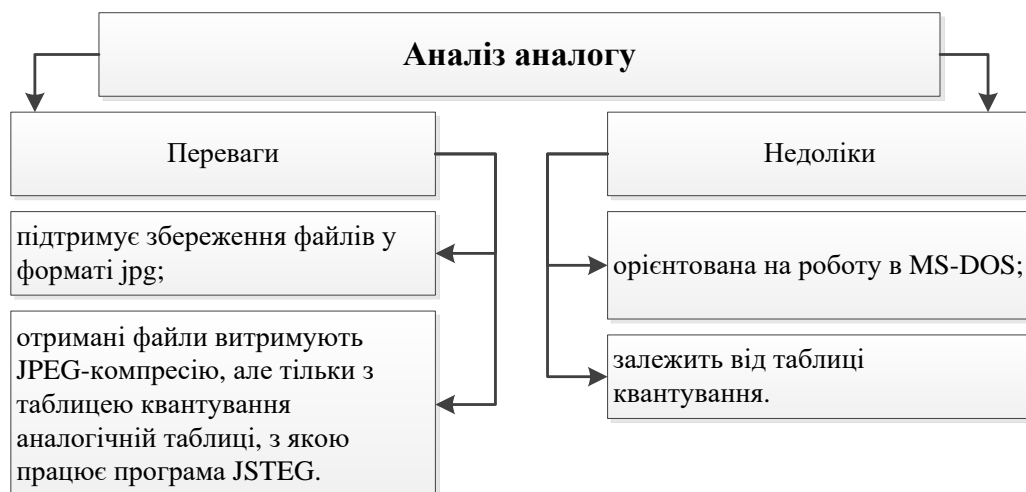 Аналіз аналогу
Переваги
підтримує збереження файлів у
форматі jpg;
отримані файли витримують
JPEG-компресію, але тільки з
таблицею квантування
аналогічній таблиці, з якою
працює програма JSTEG.
Недоліки
орієнтована на роботу в MS-DOS;
залежить від таблиці
квантування.